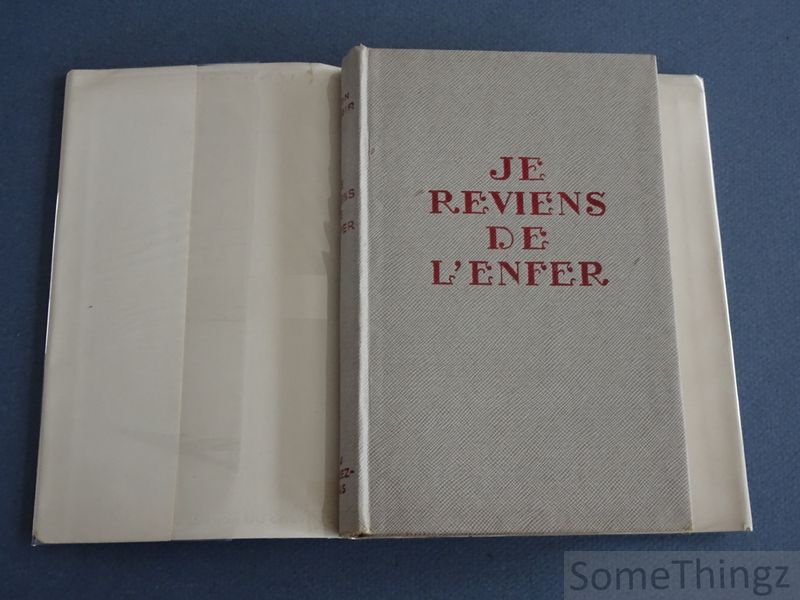 JE
REVIENS
DE
L'ENFER
SomeThingz